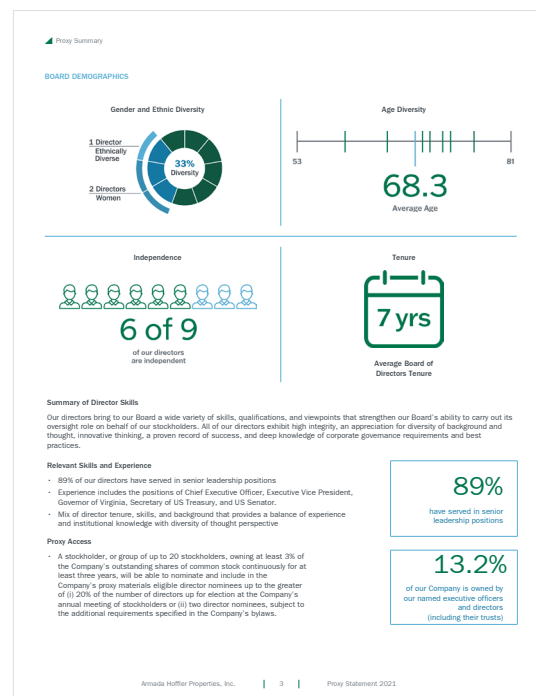 Proxy Summary
BOARD DEMOGRAPHICS
Gender and Ethnic Diversity
1 Director
Ethnically
Diverse
33%
Diversity
2 Directors
Women
Age Diversity
53
81
68.3
Average Age
Independence
6 of 9
of our directors
are independent
Tenure
7 yrs
Average Board of
Directors Tenure
Summary of Director Skills
Our directors bring to our Board a wide variety of skills, qualifications, and viewpoints that strengthen our Board's ability to carry out its
oversight role on behalf of our stockholders. All of our directors exhibit high integrity, an appreciation for diversity of background and
thought, innovative thinking, a proven record of success, and deep knowledge of corporate governance requirements and best
practices.
Relevant Skills and Experience
• 89% of our directors have served in senior leadership positions
• Experience includes the positions of Chief Executive Officer, Executive Vice President,
Governor of Virginia, Secretary of US Treasury, and US Senator.
• Mix of director tenure, skills, and background that provides a balance of experience
and institutional knowledge with diversity of thought perspective
89%
have served in senior
leadership positions
Proxy Access
• A stockholder, or group of up to 20 stockholders, owning at least 3% of
the Company's outstanding shares of common stock continuously for at
least three years, will be able to nominate and include in the
Company's proxy materials eligible director nominees up to the greater
of (i) 20% of the number of directors up for election at the Company's
annual meeting of stockholders or (ii) two director nominees, subject to
the additional requirements specified in the Company's bylaws.
13.2%
of our Company is owned by
our named executive officers
and directors
(including their trusts)
Armada Hoffler Properties, Inc. | 3 | Proxy Statement 2021